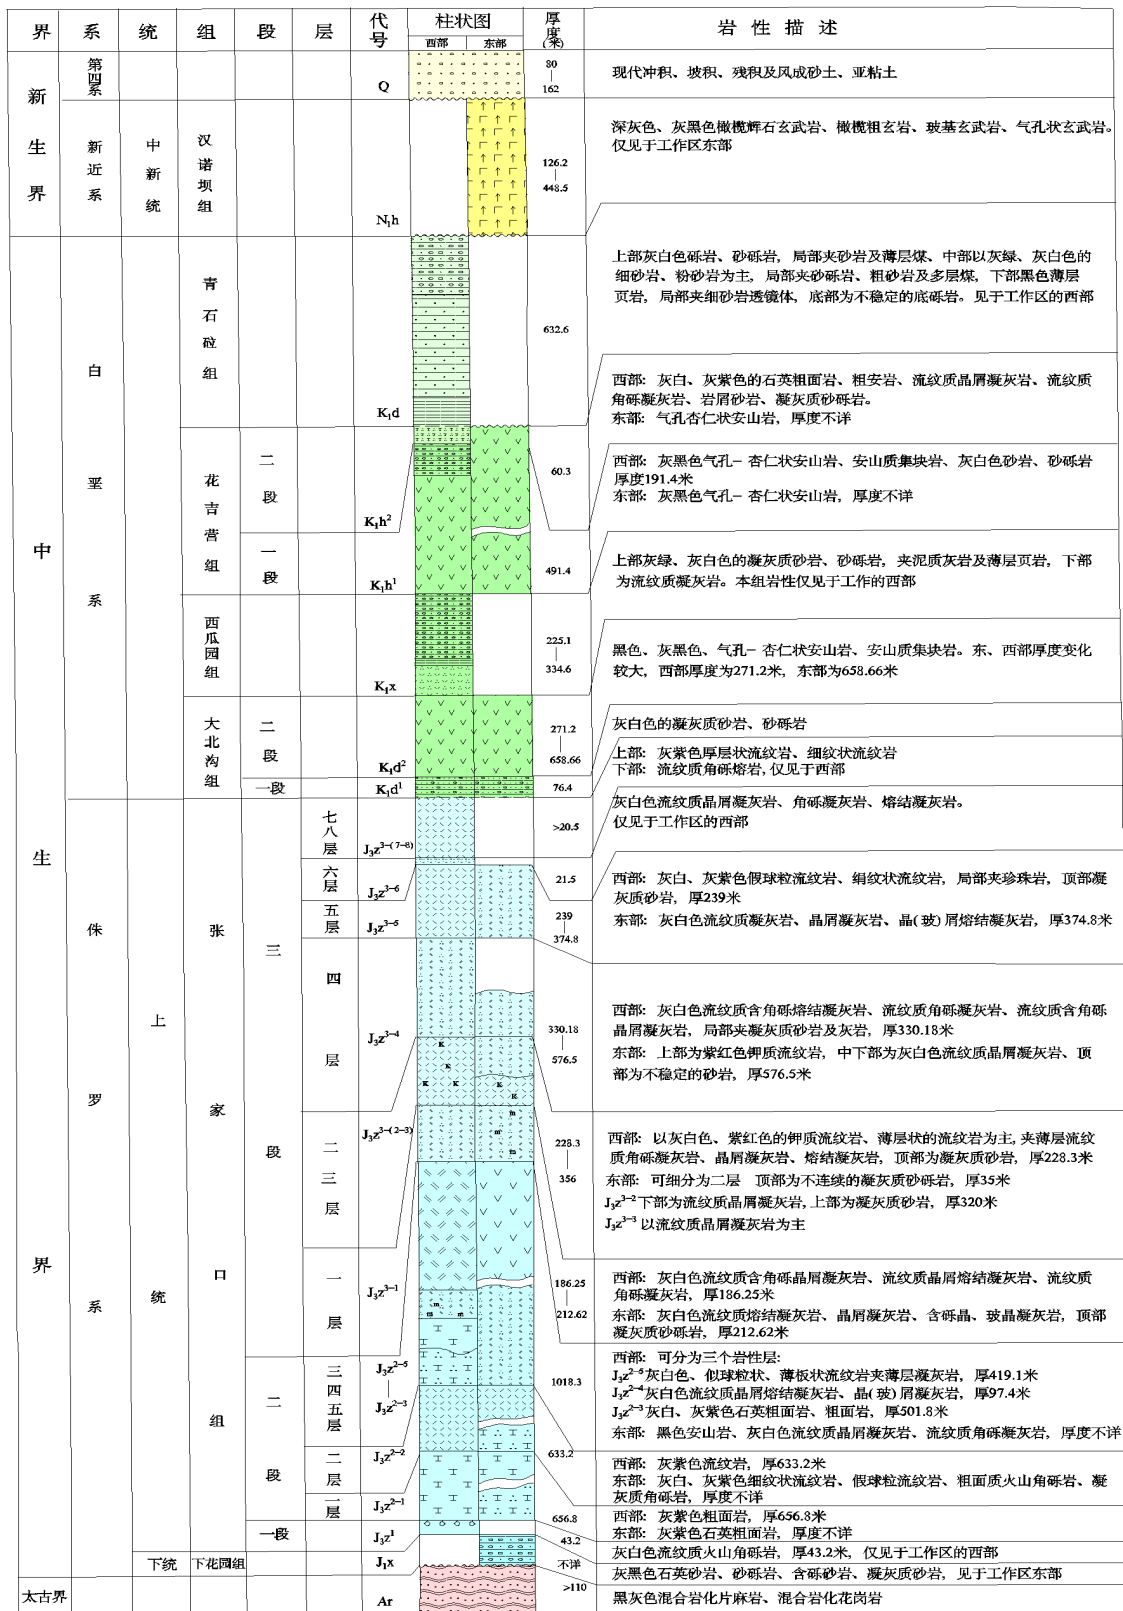 界 系 统 组 段 层 代号 柱状图 厚度(米) 岩性描述
西部 东部
新生界
第四系
Q
80
—
162
现代冲积、坡积、残积及风成砂土、亚粘土
新近系
中新统
汉诺坝组
N₁h
126.2
—
448.5
深灰色、灰黑色橄榄辉石玄武岩、橄榄粗玄岩、玻基玄武岩、气孔状玄武岩。
仅见于工作区东部
中生界
白垩系
青石砬组
K₁d
632.6
上部灰白色砾岩、砂砾岩, 局部夹砂岩及薄层煤、中部以灰绿、灰白色的
细砂岩、粉砂岩为主, 局部夹砂砾岩、粗砂岩及多层煤, 下部黑色薄层
页岩, 局部夹细砂岩透镜体, 底部为不稳定的底砾岩。见于工作区的西部
花吉营组
二段
K₁h²
60.3
西部: 灰白、灰紫色的石英粗面岩、粗安岩、流纹质晶屑凝灰岩、流纹质
角砾凝灰岩、岩屑砂岩、凝灰质砂砾岩。
东部: 气孔杏仁状安山岩, 厚度不详
一段
K₁h¹
491.4
西部: 灰黑色气孔-杏仁状安山岩、安山质集块岩、灰白色砂岩、砂砾岩
厚度191.4米
东部: 灰黑色气孔-杏仁状安山岩, 厚度不详
西瓜园组
K₁x
225.1
—
334.6
上部灰绿、灰白色的凝灰质砂岩、砂砾岩, 夹泥质灰岩及薄层页岩, 下部
为流纹质凝灰岩。本组岩性仅见于工作的西部
大北沟组
二段
K₁d²
271.2
—
658.66
黑色、灰黑色、气孔-杏仁状安山岩、安山质集块岩。东、西部厚度变化
较大, 西部厚度为271.2米, 东部为658.66米
一段
K₁d¹
76.4
灰白色的凝灰质砂岩、砂砾岩
侏罗系
上统
张家口组
三段
七八层
J₃z³⁻⁽⁷⁻⁸⁾
>20.5
上部: 灰紫色厚层状流纹岩、细纹状流纹岩
下部: 流纹质角砾熔岩, 仅见于西部
六层
J₃z³⁻⁶
21.5
灰白色流纹质晶屑凝灰岩、角砾凝灰岩、熔结凝灰岩。
仅见于工作区的西部
五层
J₃z³⁻⁵
239
—
374.8
西部: 灰白、灰紫色假球粒流纹岩、绢纹状流纹岩, 局部夹珍珠岩, 顶部凝
灰质砂岩, 厚239米
东部: 灰白色流纹质凝灰岩、晶屑凝灰岩、晶(玻)屑熔结凝灰岩, 厚374.8米
四层
J₃z³⁻⁴
330.18
—
576.5
西部: 灰白色流纹质含角砾熔结凝灰岩、流纹质角砾凝灰岩、流纹质含角砾
晶屑凝灰岩, 局部夹凝灰质砂岩及灰岩, 厚330.18米
东部: 上部为紫红色钾质流纹岩, 中下部为灰白色流纹质晶屑凝灰岩、顶
部为不稳定的砂岩, 厚576.5米
K K K K K K
m m m
二三层
J₃z³⁻⁽²⁻³⁾
228.3
—
356
西部: 以灰白色、紫红色的钾质流纹岩、薄层状的流纹岩为主, 夹薄层流纹
质角砾凝灰岩、晶屑凝灰岩、熔结凝灰岩, 顶部为凝灰质砂岩, 厚228.3米
东部: 可细分为二层 顶部为不连续的凝灰质砂砾岩, 厚35米
J₃z³⁻²下部为流纹质晶屑凝灰岩, 上部为凝灰质砂岩, 厚320米
J₃z³⁻³以流纹质晶屑凝灰岩为主
一层
J₃z³⁻¹
186.25
—
212.62
西部: 灰白色流纹质含角砾晶屑凝灰岩、流纹质晶屑熔结凝灰岩、流纹质
角砾凝灰岩, 厚186.25米
东部: 灰白色流纹质熔结凝灰岩、晶屑凝灰岩、含砾晶、玻晶凝灰岩, 顶部
凝灰质砂砾岩, 厚212.62米
m m m
二段
三四五层
J₃z²⁻⁵
|
J₃z²⁻³
1018.3
西部: 可分为三个岩性层:
J₃z²⁻⁵灰白色、似球粒状、薄板状流纹岩夹薄层凝灰岩, 厚419.1米
J₃z²⁻⁴灰白色流纹质晶屑熔结凝灰岩、晶(玻)屑凝灰岩, 厚97.4米
J₃z²⁻³灰白、灰紫色石英粗面岩、粗面岩, 厚501.8米
东部: 黑色安山岩、灰白色流纹质晶屑凝灰岩、流纹质角砾凝灰岩, 厚度不详
二层
J₃z²⁻²
633.2
西部: 灰紫色流纹岩, 厚633.2米
东部: 灰白、灰紫色细纹状流纹岩、假球粒流纹岩、粗面质火山角砾岩、凝
灰质角砾岩, 厚度不详
一层
J₃z²⁻¹
656.8
西部: 灰紫色粗面岩, 厚656.8米
东部: 灰紫色石英粗面岩, 厚度不详
一段
J₃z¹
43.2
灰白色流纹质火山角砾岩, 厚43.2米, 仅见于工作区的西部
下统
下花园组
J₁x
不详
灰黑色石英砂岩、砂砾岩、含砾砂岩、凝灰质砂岩, 见于工作区东部
太古界
Ar
>110
黑灰色混合岩化片麻岩、混合岩化花岗岩